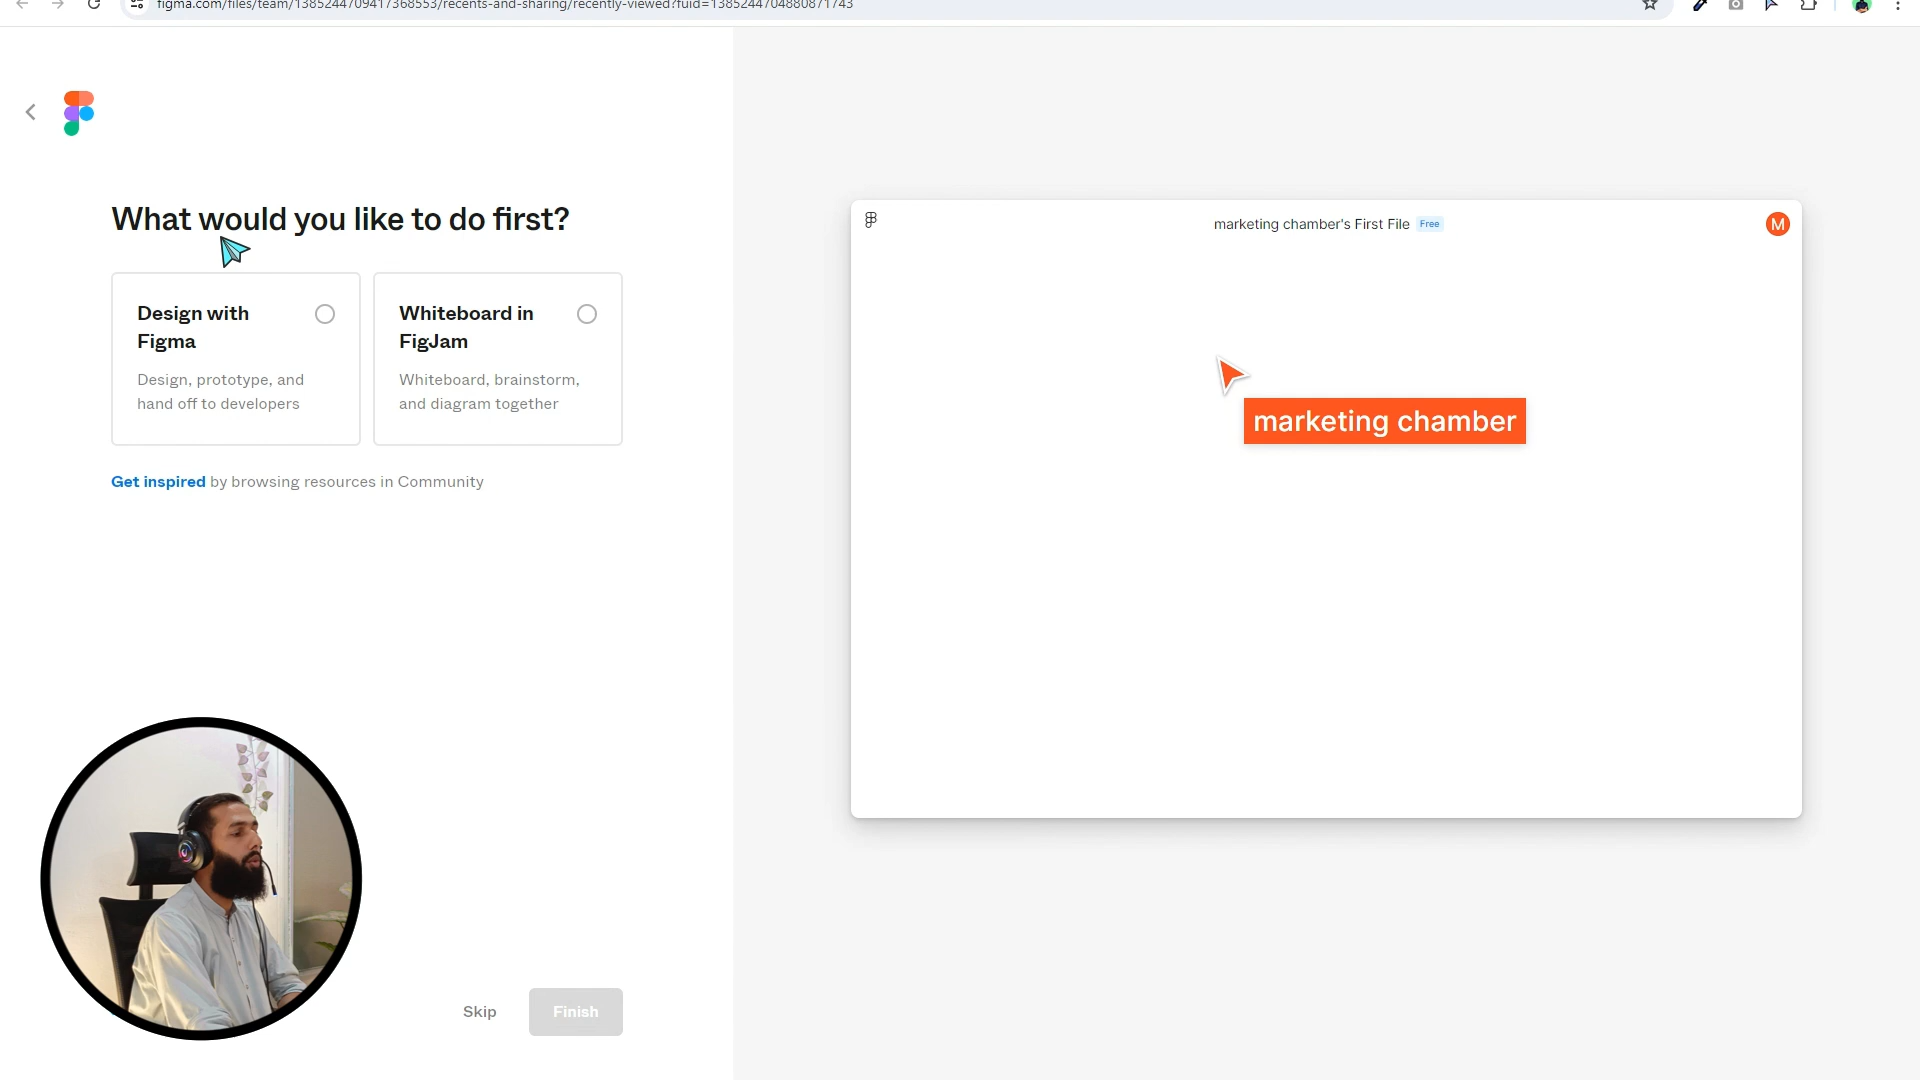 figma.com/files/team/1385244709417368553/recents-and-sharing/recently-viewed?fuid=1385244704880871743
What would you like to do first?
Design with
Figma
Design, prototype, and
hand off to developers
Whiteboard in
FigJam
Whiteboard, brainstorm,
and diagram together
Get inspired by browsing resources in Community
Skip
Finish
marketing chamber's First File Free
M
marketing chamber